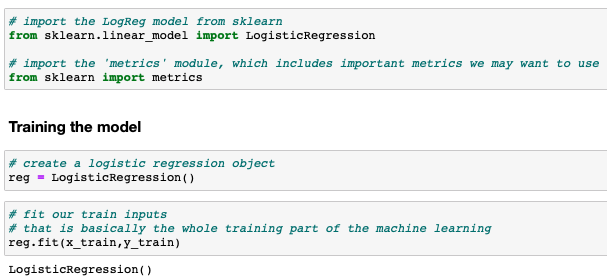 # import the LogReg model from sklearn
from sklearn.linear_model import LogisticRegression
# import the 'metrics' module, which includes important metrics we may want to use
from sklearn import metrics
Training the model
# create a logistic regression object
reg = LogisticRegression()
# fit our train inputs
# that is basically the whole training part of the machine learning
reg.fit(x_train,y_train)
LogisticRegression()